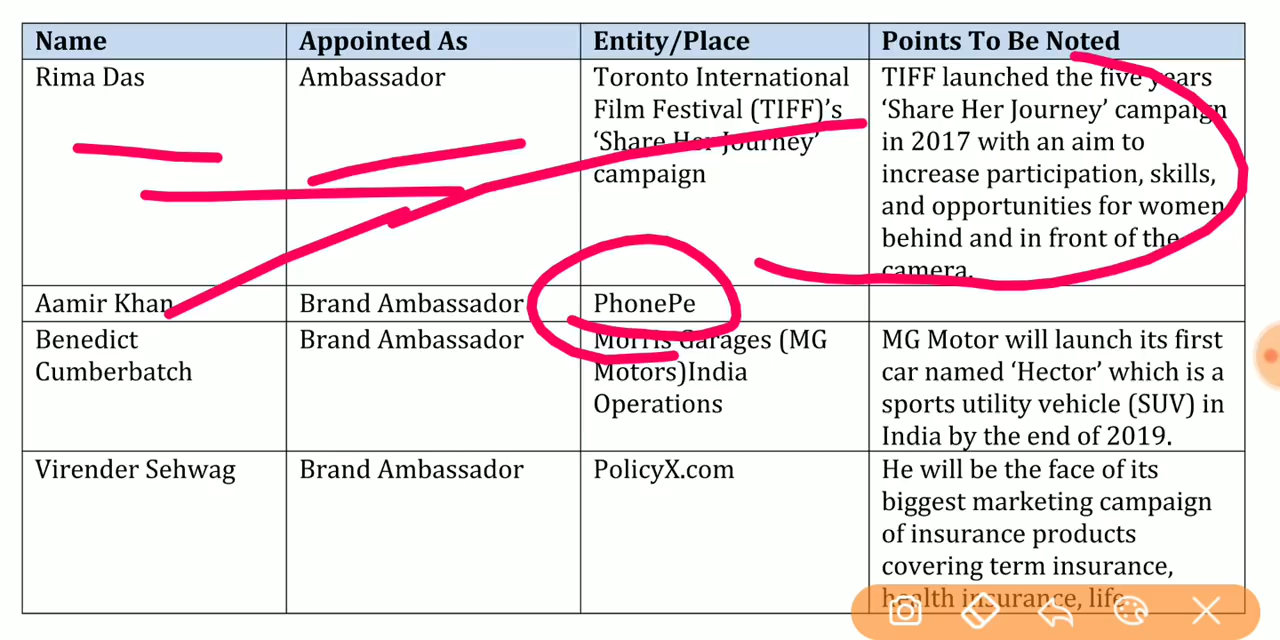 Name Appointed As Entity/Place Points To Be Noted
Rima Das Ambassador Toronto International TIFF launched the five years
Film Festival (TIFF)'s 'Share Her Journey' campaign
'Share Her Journey' in 2017 with an aim to
campaign increase participation, skills,
and opportunities for women
behind and in front of the
camera.
Aamir Khan Brand Ambassador PhonePe
Benedict Brand Ambassador Morris Garages (MG MG Motor will launch its first
Cumberbatch Motors)India car named 'Hector' which is a
Operations sports utility vehicle (SUV) in
India by the end of 2019.
Virender Sehwag Brand Ambassador PolicyX.com He will be the face of its
biggest marketing campaign
of insurance products
covering term insurance,
health insurance, life